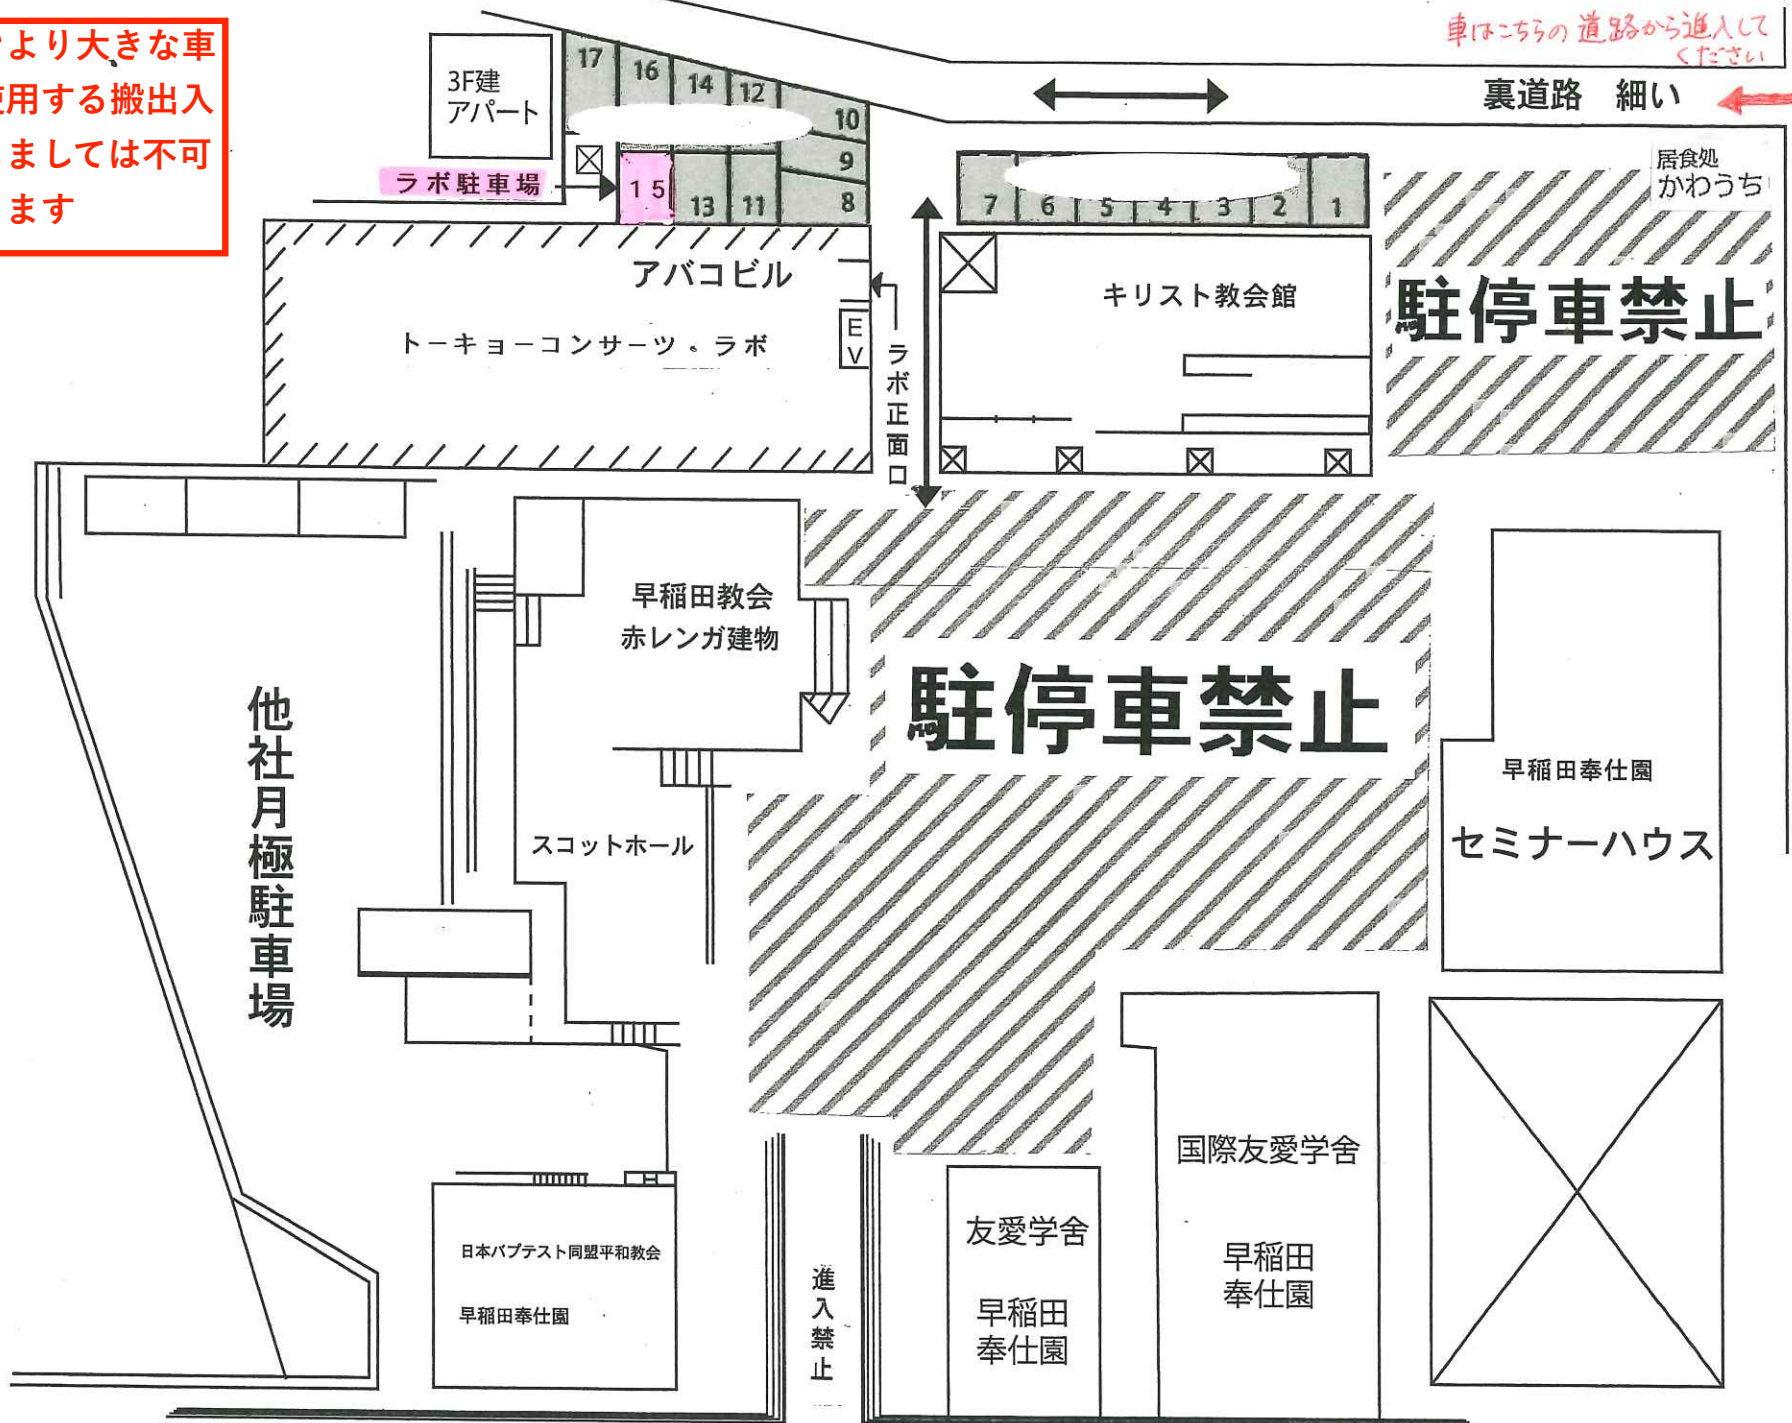 より大きな車
使用する搬出入
ましては不可
ます
車はこちらの道路から進入して
ください
裏道路 細い
3F建
アパート
17
16
14
12
10
9
8
ラボ駐車場
15
13
11
7
6
5
4
3
2
1
居食処
かわうち
駐停車禁止
アバコビル
トーキョーコンサーツ・ラボ
EV
ラボ正面口
キリスト教会館
早稲田教会
赤レンガ建物
スコットホール
他社月極駐車場
駐停車禁止
早稲田奉仕園
セミナーハウス
日本バプテスト同盟平和教会
早稲田奉仕園
進入禁止
友愛学舎
早稲田
奉仕園
国際友愛学舎
早稲田
奉仕園